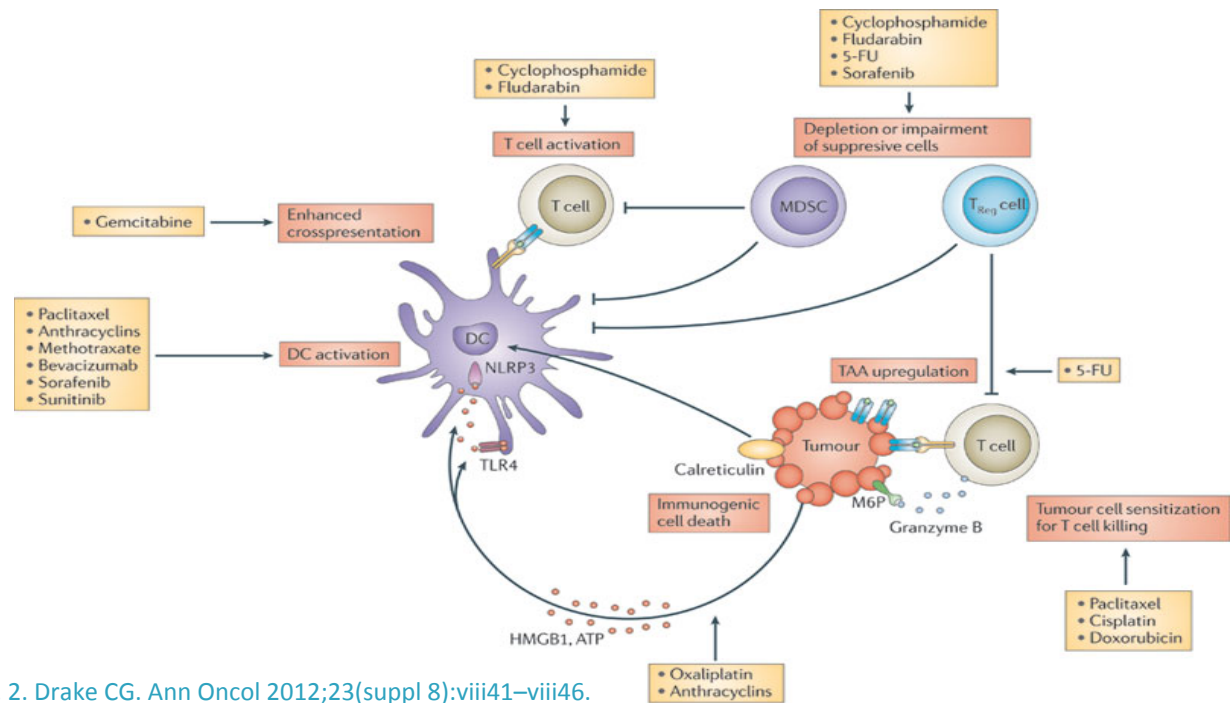 • Cyclophosphamide
• Fludarabin
• 5-FU
• Sorafenib
• Cyclophosphamide
• Fludarabin
Depletion or impairment
of suppresive cells
T cell activation
T cell
MDSC
TReg cell
• Gemcitabine
Enhanced
crosspresentation
• Paclitaxel
• Anthracyclins
• Methotraxate
• Bevacizumab
• Sorafenib
• Sunitinib
DC activation
DC
NLRP3
TLR4
TAA upregulation
• 5-FU
Tumour
T cell
Calreticulin
M6P
Granzyme B
Immunogenic
cell death
Tumour cell sensitization
for T cell killing
• Paclitaxel
• Cisplatin
• Doxorubicin
HMGB1, ATP
• Oxaliplatin
• Anthracyclins
2. Drake CG. Ann Oncol 2012;23(suppl 8):viii41–viii46.